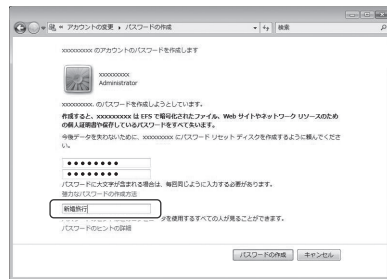 « アカウントの変更 ▸ パスワードの作成
検索
xxxxxxxxx のアカウントのパスワードを作成します
xxxxxxxxx
Administrator
xxxxxxxxx. のパスワードを作成しようとしています。
作成すると、xxxxxxxxx は EFS で暗号化されたファイル、Web サイトやネットワーク リソースのため
の個人証明書や保存しているパスワードをすべて失います。
今後データを失わないために、xxxxxxxxx にパスワード リセット ディスクを作成するように頼んでくださ
い。
●●●●●●●●
●●●●●●●●
パスワードに大文字が含まれる場合は、毎回同じように入力する必要があります。
強力なパスワードの作成方法
新婚旅行
タを使用するすべての人が見ることができます。
パスワードのヒントの詳細
パスワードの作成
キャンセル